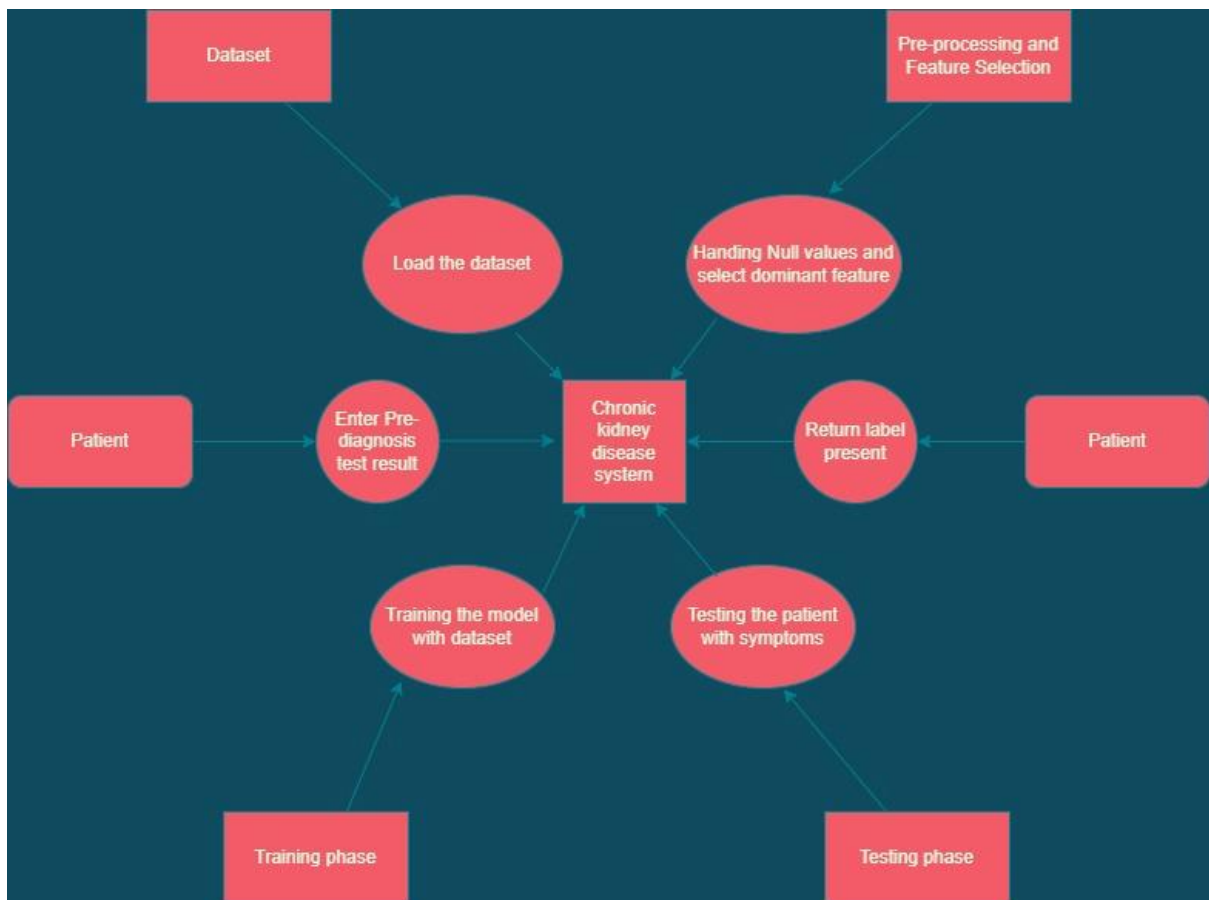 Dataset
Pre-processing and
Feature Selection
Load the dataset
Handing Null values and
select dominant feature
Patient
Enter Pre-
diagnosis
test result
Chronic
kidney
disease
system
Return label
present
Patient
Training the model
with dataset
Testing the patient
with symptoms
Training phase
Testing phase